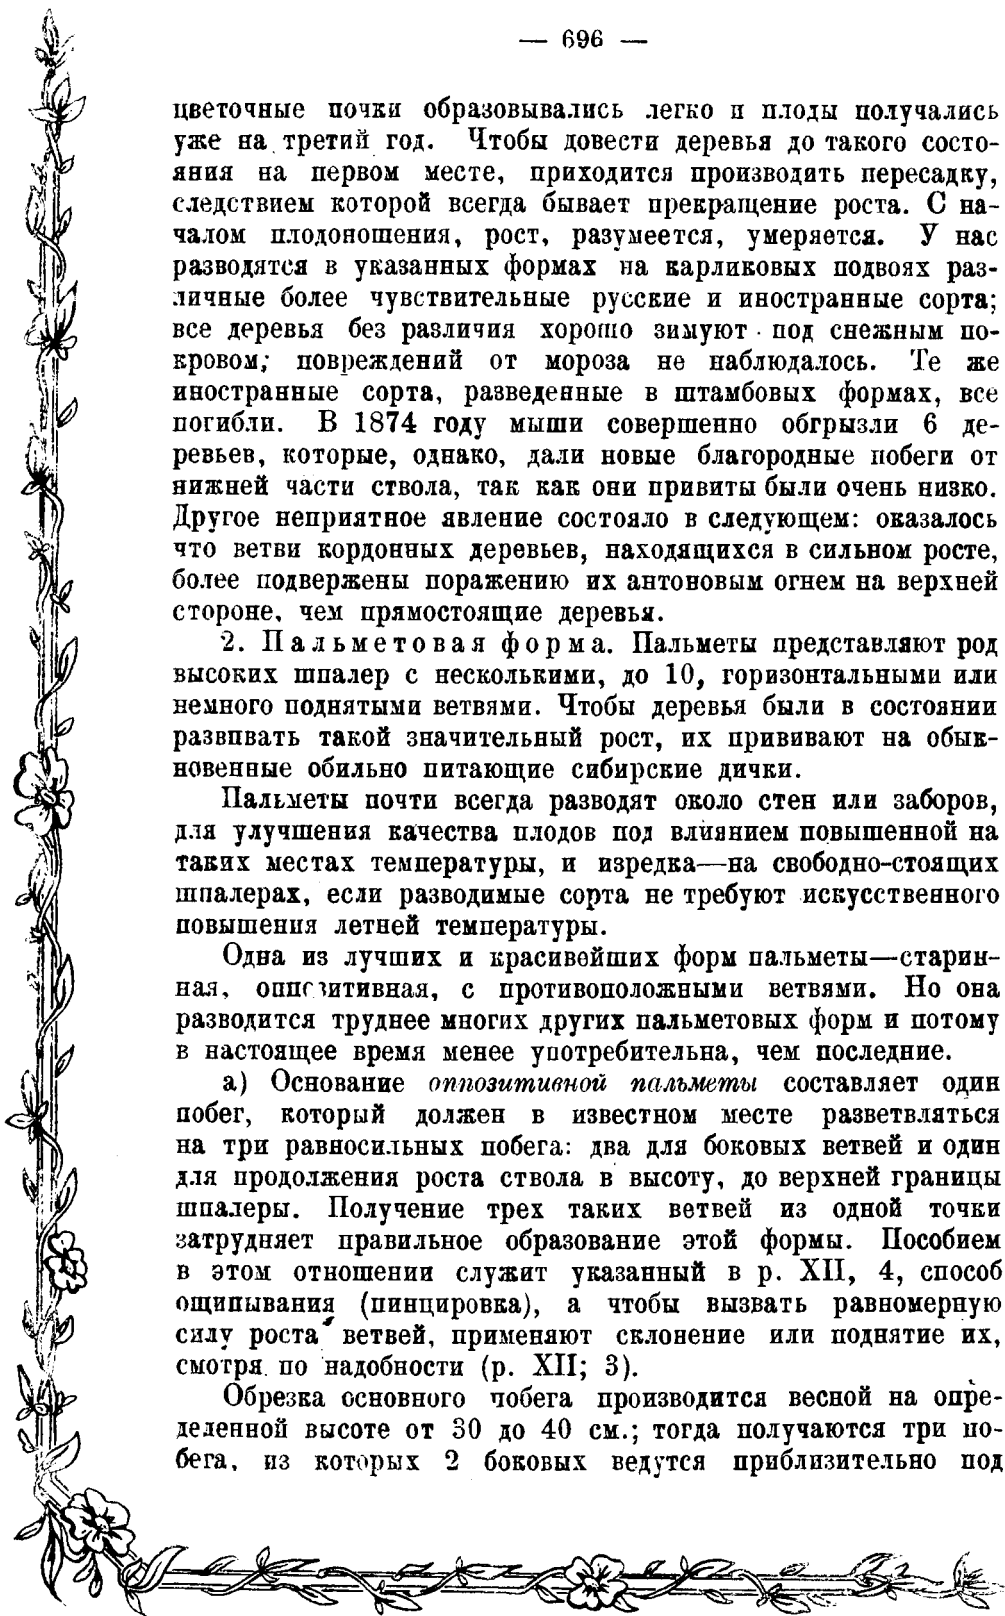 — 696 —
цветочные почки образовывались легко и плоды получались
уже на третий год. Чтобы довести деревья до такого состо-
яния на первом месте, приходится производить пересадку,
следствием которой всегда бывает прекращение роста. С на-
чалом плодоношения, рост, разумеется, умеряется. У нас
разводятся в указанных формах на карликовых подвоях раз-
личные более чувствительные русские и иностранные сорта;
все деревья без различия хорошо зимуют под снежным по-
кровом; повреждений от мороза не наблюдалось. Те же
иностранные сорта, разведенные в штамбовых формах, все
погибли. В 1874 году мыши совершенно обгрызли 6 де-
ревьев, которые, однако, дали новые благородные побеги от
нижней части ствола, так как они привиты были очень низко.
Другое неприятное явление состояло в следующем: оказалось
что ветви кордонных деревьев, находящихся в сильном росте,
более подвержены поражению их антоновым огнем на верхней
стороне, чем прямостоящие деревья.
2. Пальметовая форма. Пальметы представляют род
высоких шпалер с несколькими, до 10, горизонтальными или
немного поднятыми ветвями. Чтобы деревья были в состоянии
развивать такой значительный рост, их прививают на обык-
новенные обильно питающие сибирские дички.
Пальметы почти всегда разводят около стен или заборов,
для улучшения качества плодов под влиянием повышенной на
таких местах температуры, и изредка—на свободно-стоящих
шпалерах, если разводимые сорта не требуют искусственного
повышения летней температуры.
Одна из лучших и красивейших форм пальметы—старин-
ная, оппозитивная, с противоположными ветвями. Но она
разводится труднее многих других пальметовых форм и потому
в настоящее время менее употребительна, чем последние.
а) Основание оппозитивной пальметы составляет один
побег, который должен в известном месте разветвляться
на три равносильных побега: два для боковых ветвей и один
для продолжения роста ствола в высоту, до верхней границы
шпалеры. Получение трех таких ветвей из одной точки
затрудняет правильное образование этой формы. Пособием
в этом отношении служит указанный в р. XII, 4, способ
ощипывания (пинцировка), а чтобы вызвать равномерную
силу роста ветвей, применяют склонение или поднятие их,
смотря по надобности (р. XII; 3).
Обрезка основного побега производится весной на опре-
деленной высоте от 30 до 40 см.; тогда получаются три по-
бега, из которых 2 боковых ведутся приблизительно под